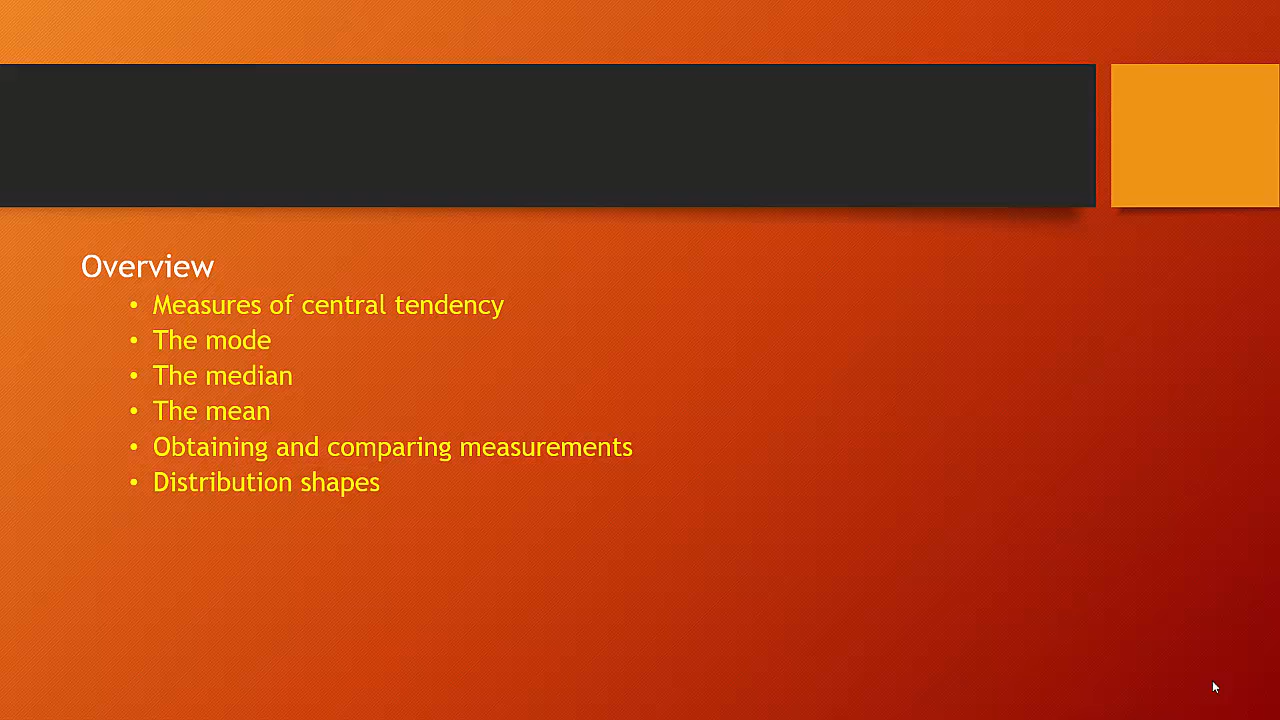 Overview
• Measures of central tendency
• The mode
• The median
• The mean
• Obtaining and comparing measurements
• Distribution shapes